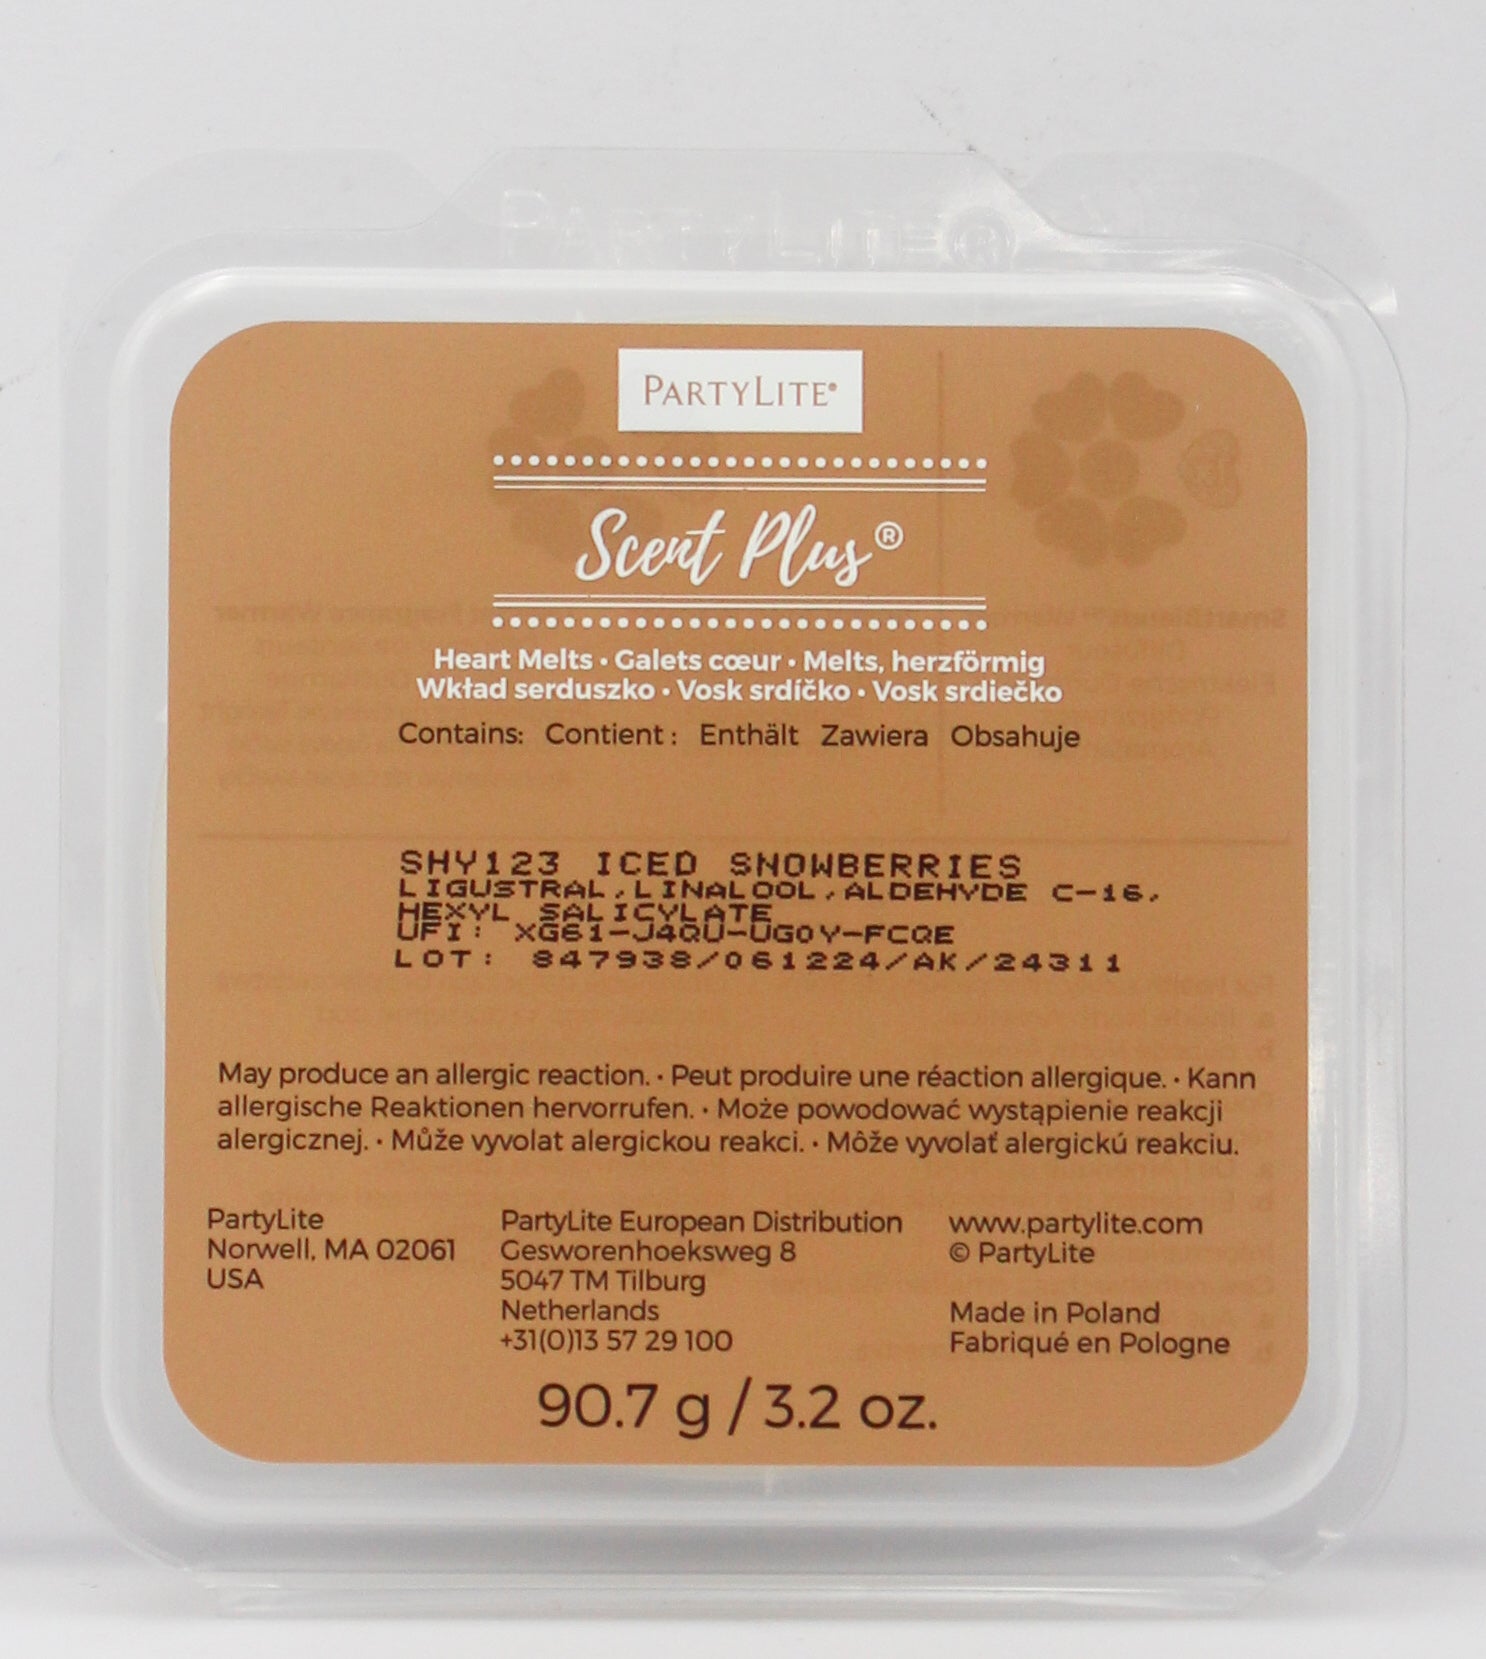 PARTYLITE®
PARTYLITE®
Scent Plus®
Heart Melts • Galets cœur • Melts, herzförmig
Wkład serduszko • Vosk srdíčko • Vosk srdiečko
Contains: Contient : Enthält Zawiera Obsahuje
SHY123 ICED SNOWBERRIES
LIGUSTRAL,LINALOOL,ALDEHYDE C-16,
HEXYL SALICYLATE
UFI: XG61-J4QU-UG0Y-FCQE
LOT: 847938/061224/AK/24311
May produce an allergic reaction. • Peut produire une réaction allergique. • Kann
allergische Reaktionen hervorrufen. • Może powodować wystąpienie reakcji
alergicznej. • Může vyvolat alergickou reakci. • Môže vyvolať alergickú reakciu.
PartyLite
Norwell, MA 02061
USA
PartyLite European Distribution
Gesworenhoeksweg 8
5047 TM Tilburg
Netherlands
+31(0)13 57 29 100
www.partylite.com
© PartyLite
Made in Poland
Fabriqué en Pologne
90.7 g / 3.2 oz.